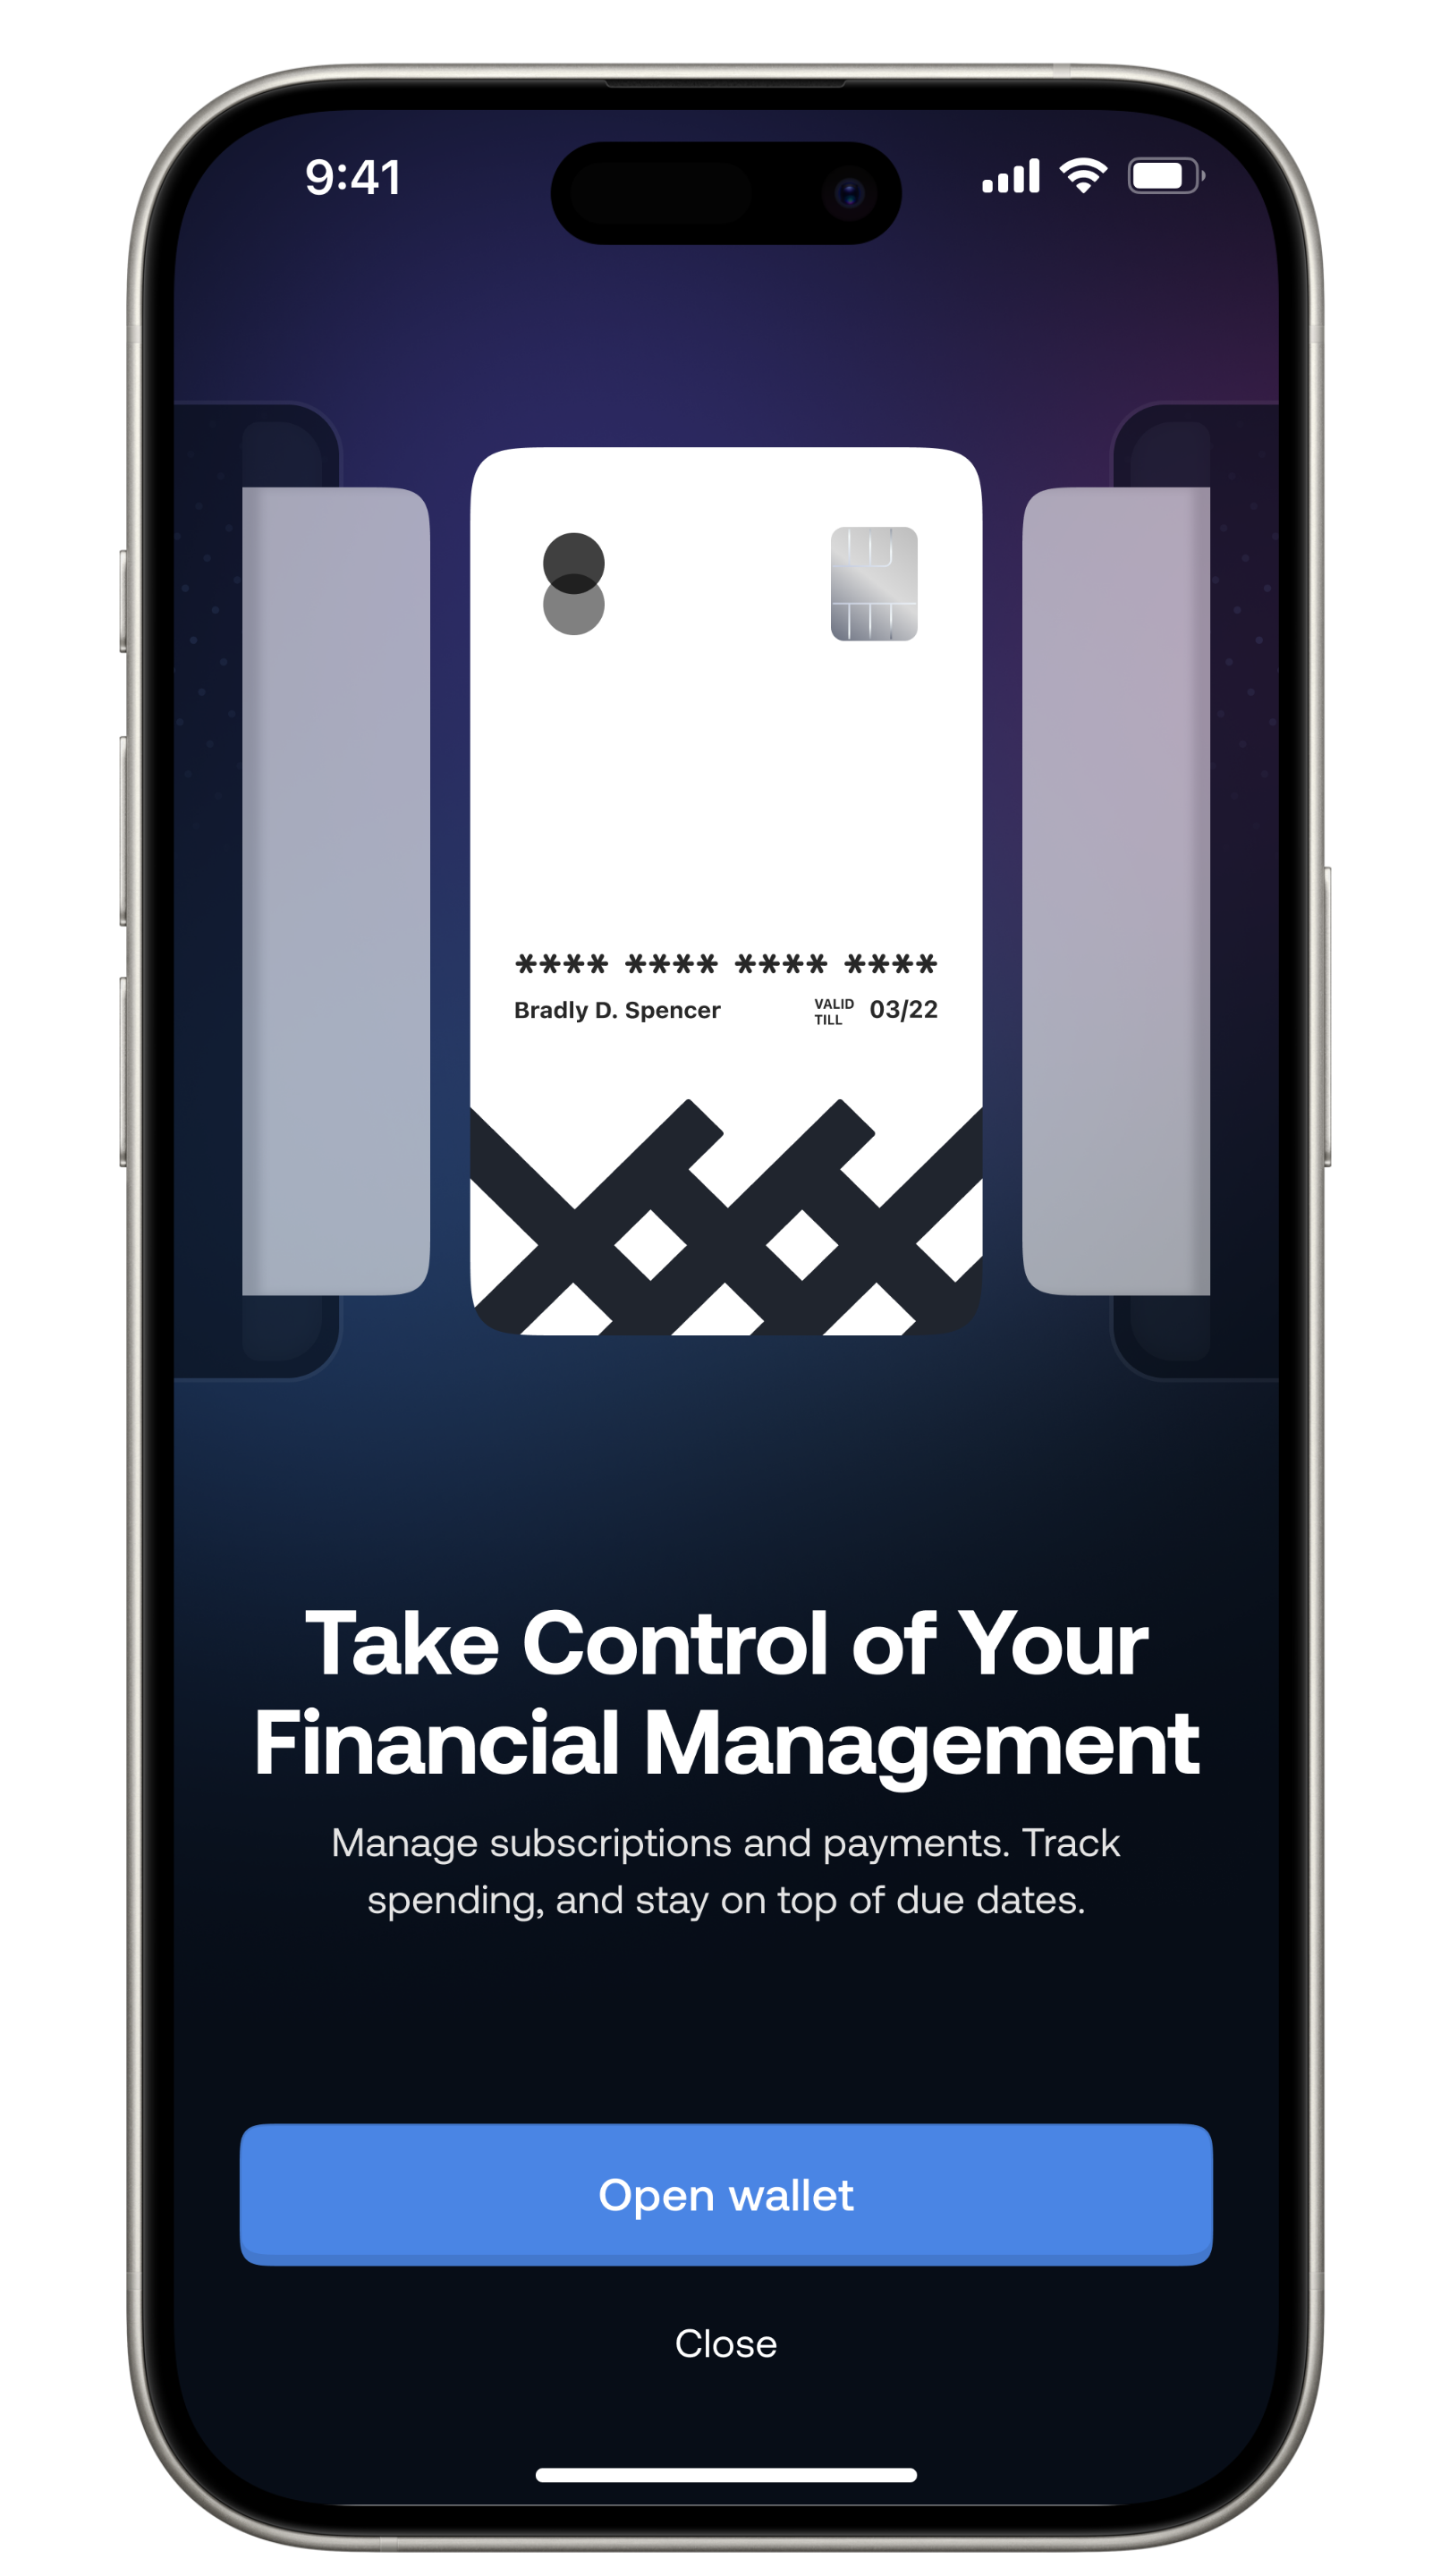 9:41
**** **** **** ****
Bradly D. Spencer VALID TILL 03/22
Take Control of Your
Financial Management
Manage subscriptions and payments. Track
spending, and stay on top of due dates.
Open wallet
Close